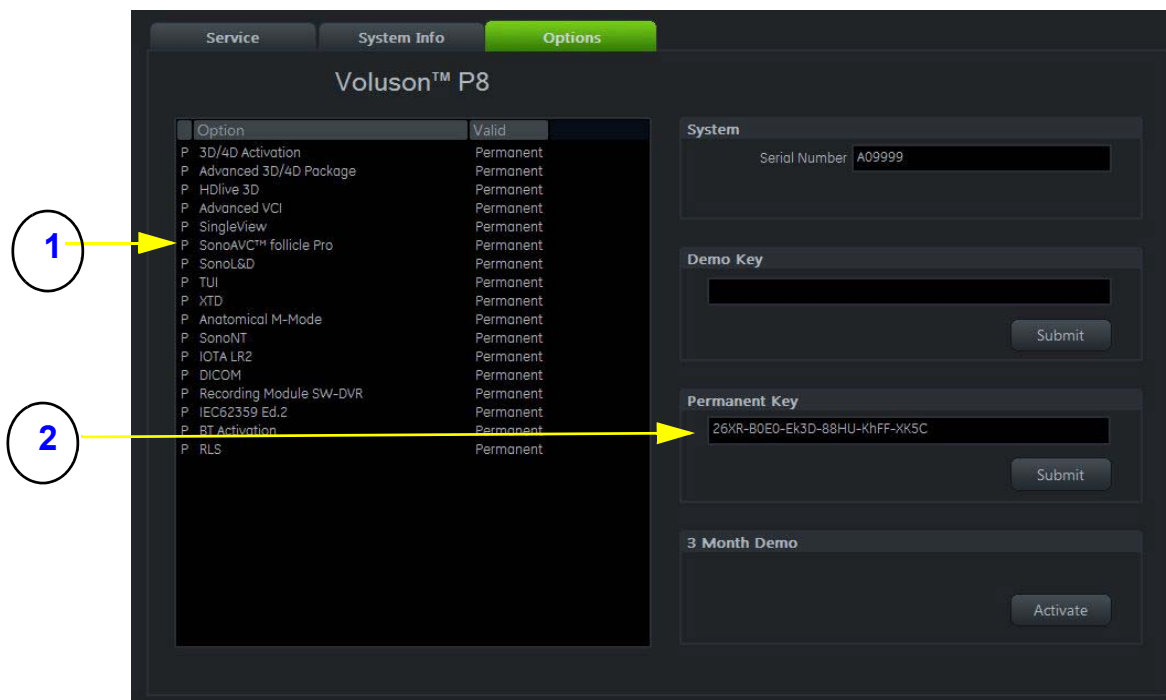 Service System Info Options
Voluson™ P8
Option Valid
P 3D/4D Activation Permanent
P Advanced 3D/4D Package Permanent
P HDlive 3D Permanent
P Advanced VCI Permanent
P SingleView Permanent
P SonoAVC™ follicle Pro Permanent
P SonoL&D Permanent
P TUI Permanent
P XTD Permanent
P Anatomical M-Mode Permanent
P SonoNT Permanent
P IOTA LR2 Permanent
P DICOM Permanent
P Recording Module SW-DVR Permanent
P IEC62359 Ed.2 Permanent
P BT Activation Permanent
P RLS Permanent
1
2
System
Serial Number A09999
Demo Key
Submit
Permanent Key
26XR-B0E0-Ek3D-88HU-KhFF-XK5C
Submit
3 Month Demo
Activate